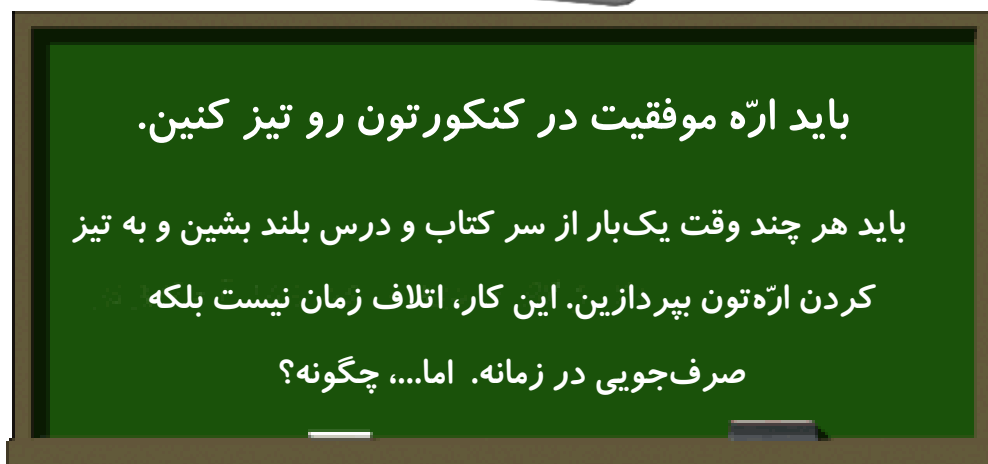 باید ارّه موفقیت در کنکورتون رو تیز کنین.
باید هر چند وقت یک‌بار از سر کتاب و درس بلند بشین و به تیز
کردن ارّه‌تون بپردازین. این کار، اتلاف زمان نیست بلکه
صرف‌جویی در زمانه. اما...، چگونه؟